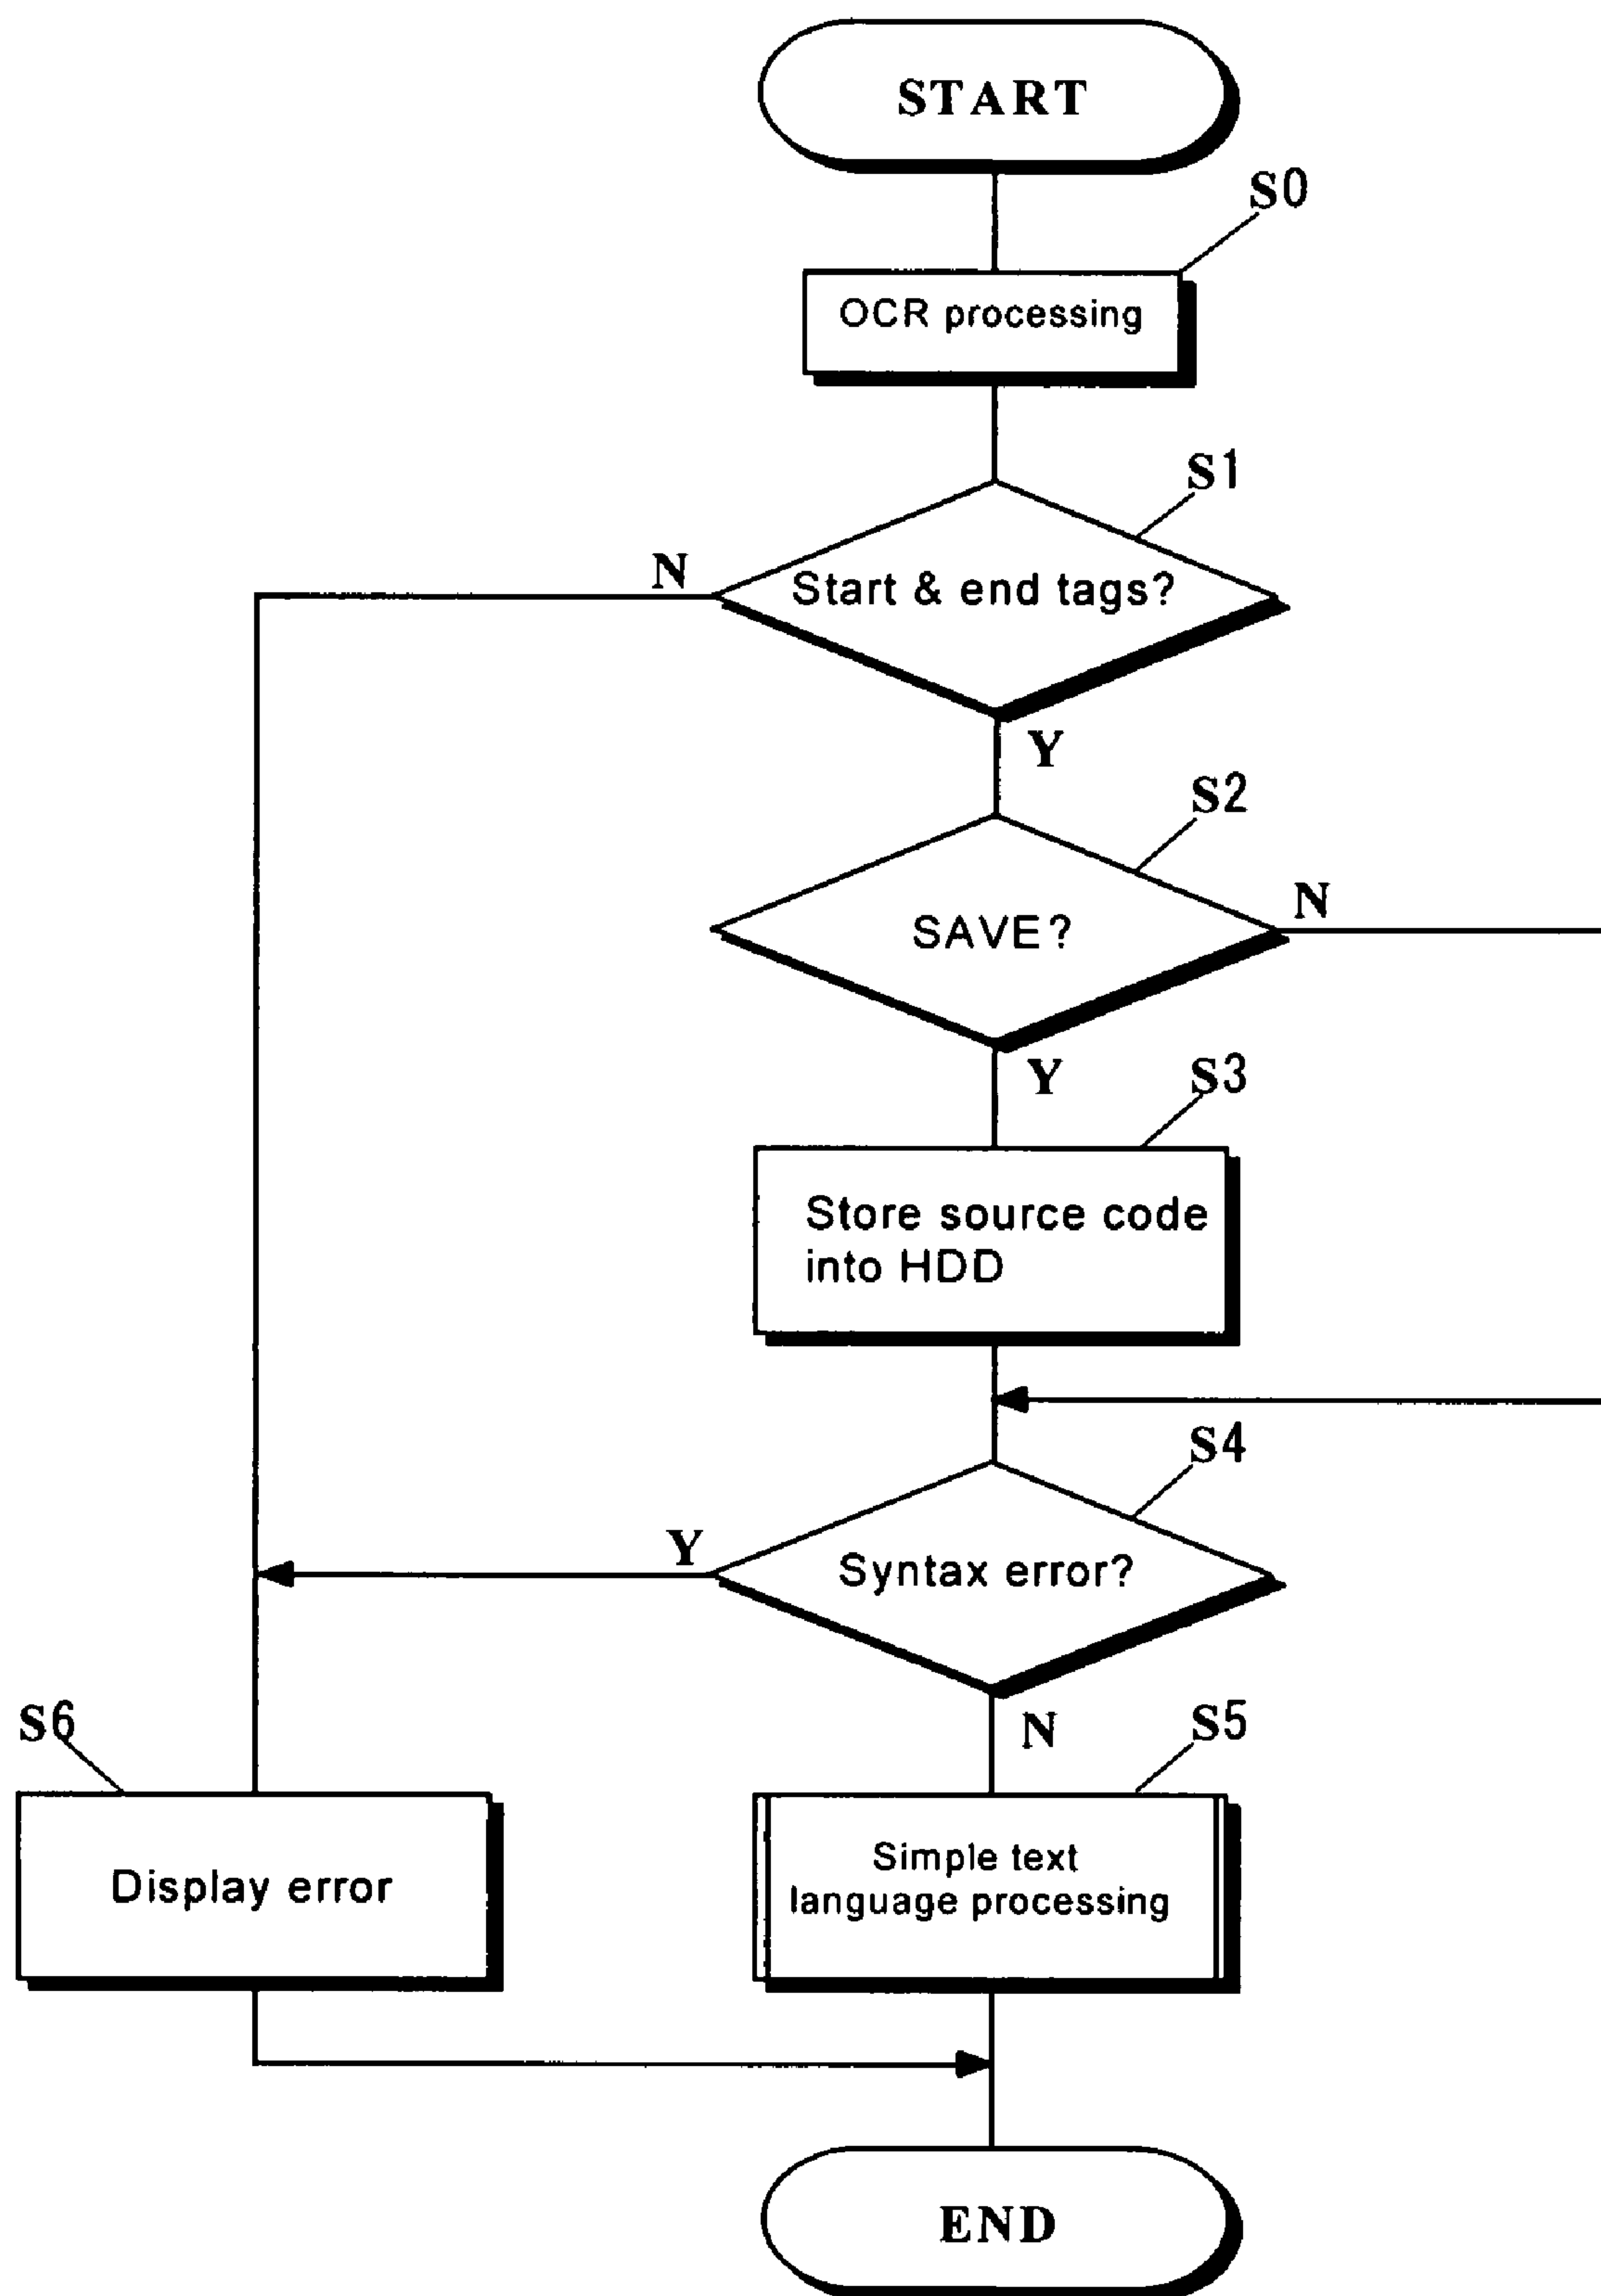 START
S0
OCR processing
S1
N
Start & end tags?
Y
S2
N
SAVE?
Y
S3
Store source code
into HDD
S4
Y
Syntax error?
S6
N
S5
Display error
Simple text
language processing
END